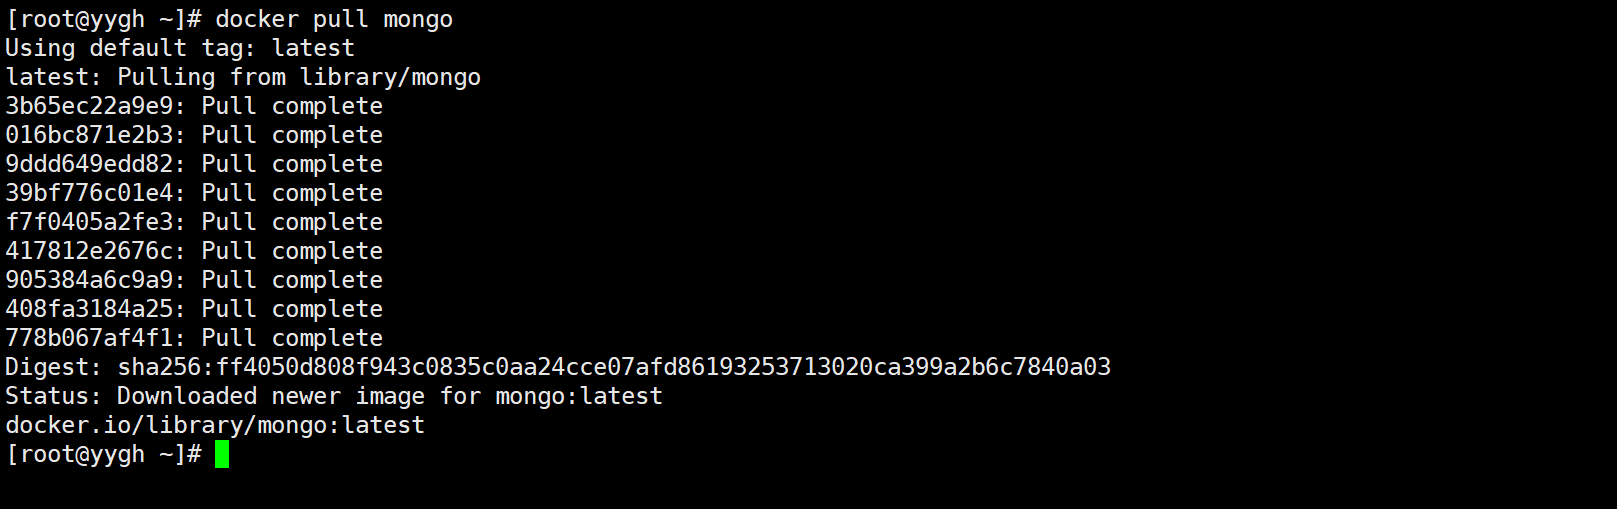 [root@yygh ~]# docker pull mongo
Using default tag: latest
latest: Pulling from library/mongo
3b65ec22a9e9: Pull complete
016bc871e2b3: Pull complete
9ddd649edd82: Pull complete
39bf776c01e4: Pull complete
f7f0405a2fe3: Pull complete
417812e2676c: Pull complete
905384a6c9a9: Pull complete
408fa3184a25: Pull complete
778b067af4f1: Pull complete
Digest: sha256:ff4050d808f943c0835c0aa24cce07afd86193253713020ca399a2b6c7840a03
Status: Downloaded newer image for mongo:latest
docker.io/library/mongo:latest
[root@yygh ~]#